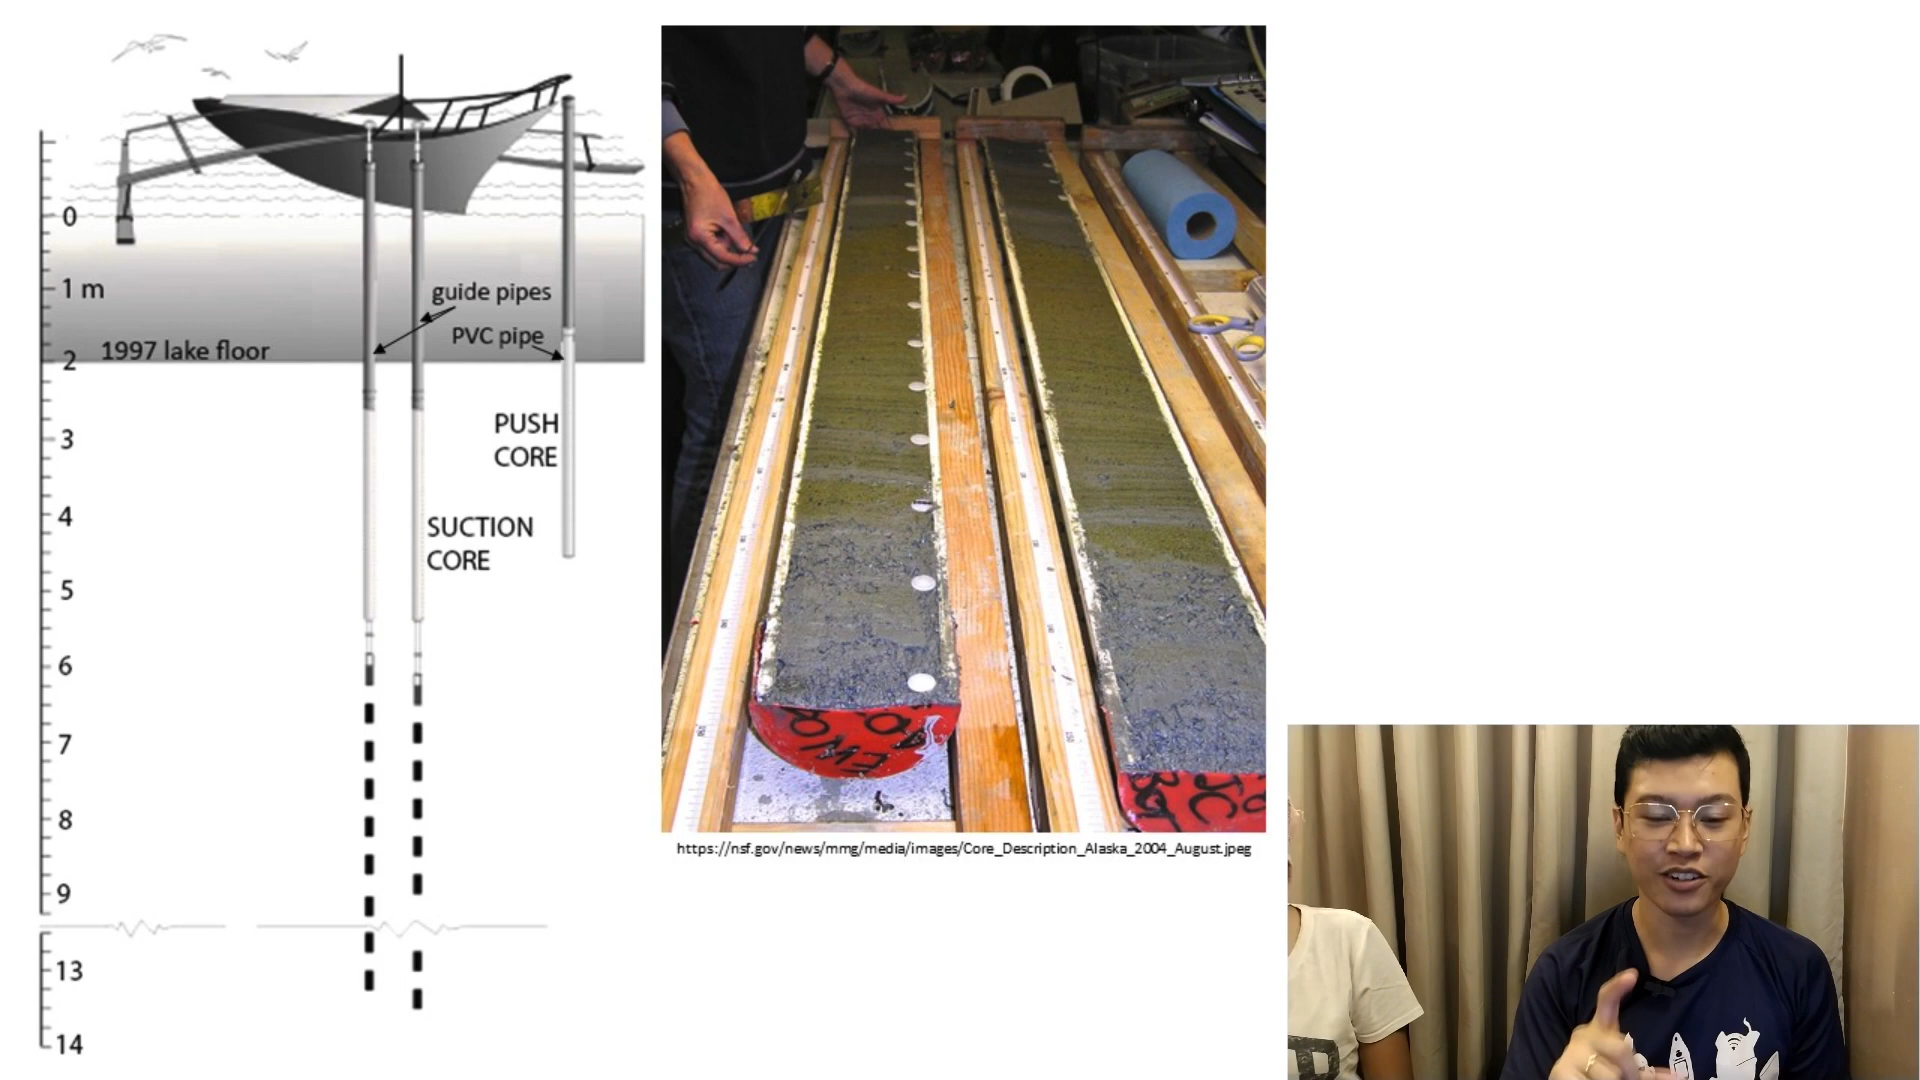 0
1 m
guide pipes
PVC pipe
1997 lake floor
2
PUSH
CORE
3
4
SUCTION
CORE
5
6
7
8
9
13
14
https://nsf.gov/news/mmg/media/images/Core_Description_Alaska_2004_August.jpeg